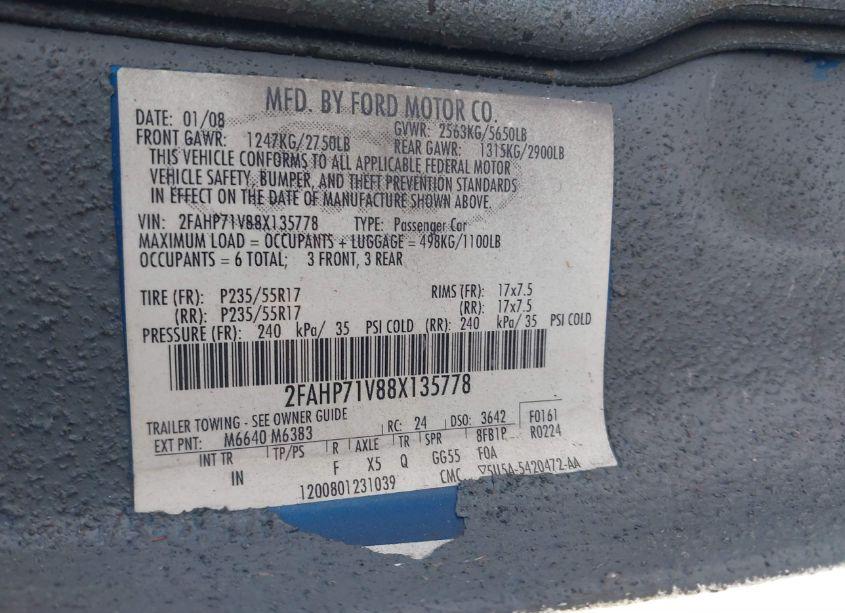 MFD. BY FORD MOTOR CO.
DATE: 01/08 GVWR: 2563KG/5650LB
FRONT GAWR: 1247KG/2750LB REAR GAWR: 1315KG/2900LB
THIS VEHICLE CONFORMS TO ALL APPLICABLE FEDERAL MOTOR
VEHICLE SAFETY, BUMPER, AND THEFT PREVENTION STANDARDS
IN EFFECT ON THE DATE OF MANUFACTURE SHOWN ABOVE.
VIN: 2FAHP71V88X135778 TYPE: Passenger Car
MAXIMUM LOAD = OCCUPANTS + LUGGAGE = 498KG/1100LB
OCCUPANTS = 6 TOTAL; 3 FRONT, 3 REAR
TIRE (FR): P235/55R17 RIMS (FR): 17x7.5
(RR): P235/55R17 (RR): 17x7.5
PRESSURE (FR): 240 kPa/ 35 PSI COLD (RR): 240 kPa/ 35 PSI COLD
2FAHP71V88X135778
TRAILER TOWING - SEE OWNER GUIDE RC: 24 DSO: 3642 F0161
EXT PNT: M6640 M6383 8FB1P R0224
INT TR TP/PS R AXLE TR SPR F0A
IN F X5 Q GG55
1200801231039 CMC 5U5A-5420472-AA